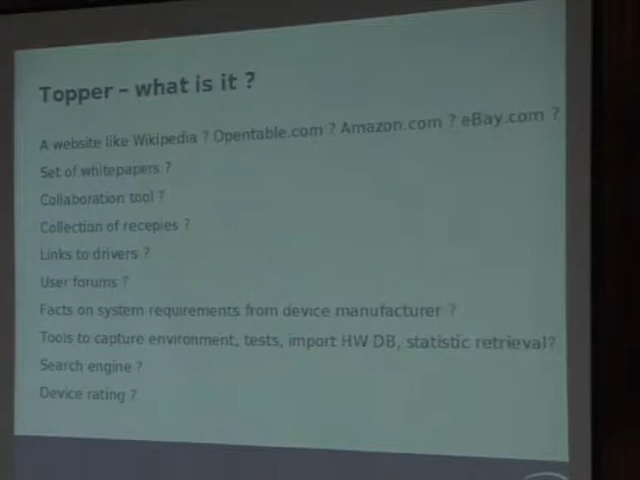 Topper – what is it ?
A website like Wikipedia ? Opentable.com ? Amazon.com ? eBay.com ?
Set of whitepapers ?
Collaboration tool ?
Collection of recepies ?
Links to drivers ?
User forums ?
Facts on system requirements from device manufacturer ?
Tools to capture environment, tests, import HW DB, statistic retrieval?
Search engine ?
Device rating ?